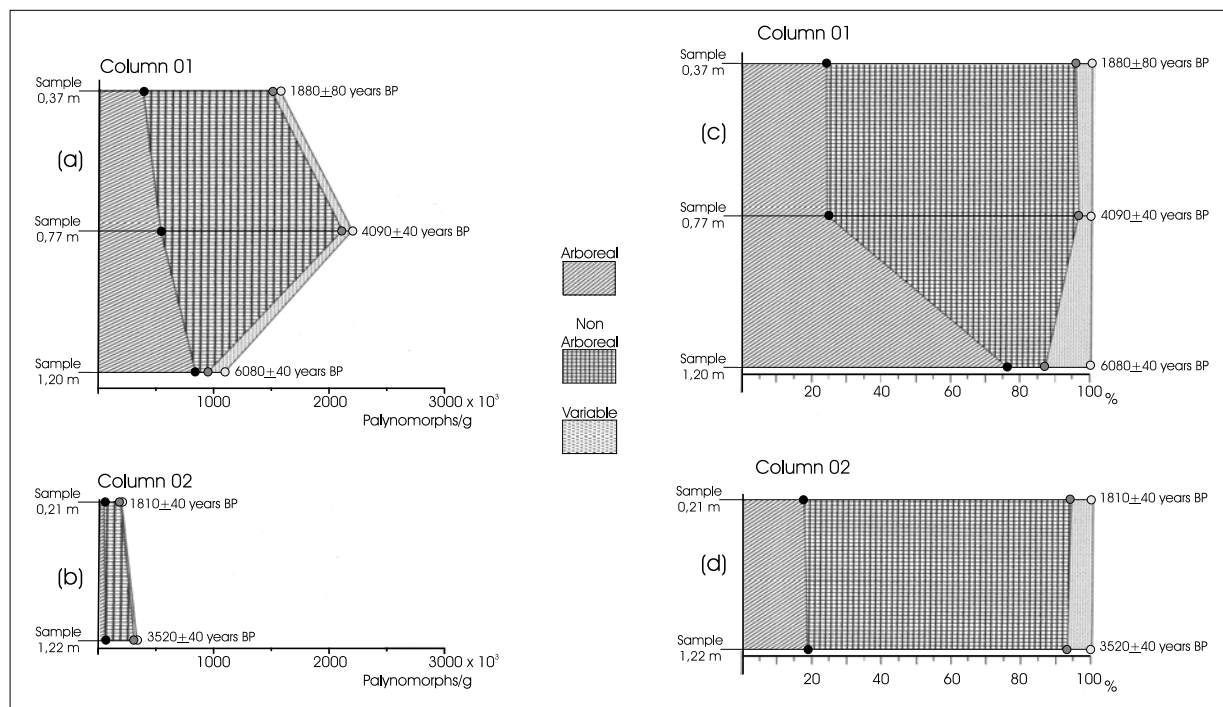 Column 01
Sample
0,37 m
1880±80 years BP
(a)
Sample
0,77 m
4090±40 years BP
Sample
1,20 m
6080±40 years BP
1000
2000
3000 x 10³
Palynomorphs/g
Column 02
Sample
0,21 m
1810±40 years BP
(b)
Sample
1,22 m
3520±40 years BP
1000
2000
3000 x 10³
Palynomorphs/g
Arboreal
Non
Arboreal
Variable
Column 01
Sample
0,37 m
1880±80 years BP
(c)
Sample
0,77 m
4090±40 years BP
Sample
1,20 m
6080±40 years BP
20
40
60
80
100
%
Column 02
Sample
0,21 m
1810±40 years BP
(d)
Sample
1,22 m
3520±40 years BP
20
40
60
80
100
%